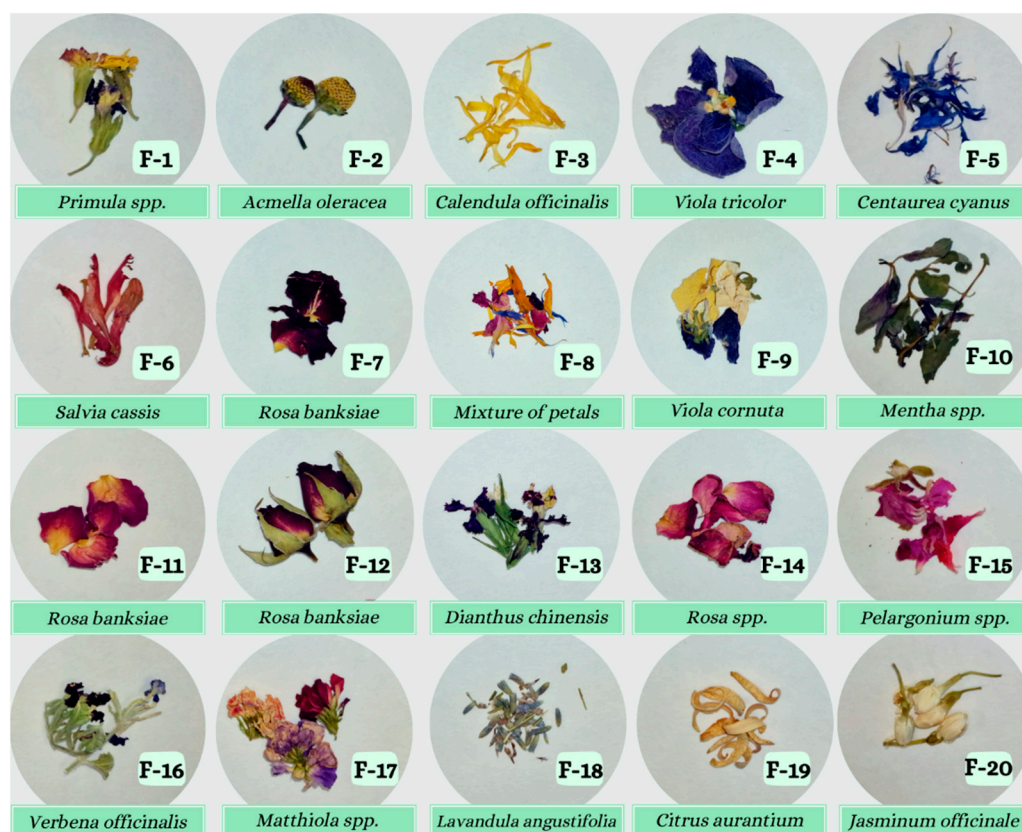 F-1
F-2
F-3
F-4
F-5
Primula spp.
Acmella oleracea
Calendula officinalis
Viola tricolor
Centaurea cyanus
F-6
F-7
F-8
F-9
F-10
Salvia cassis
Rosa banksiae
Mixture of petals
Viola cornuta
Mentha spp.
F-11
F-12
F-13
F-14
F-15
Rosa banksiae
Rosa banksiae
Dianthus chinensis
Rosa spp.
Pelargonium spp.
F-16
F-17
F-18
F-19
F-20
Verbena officinalis
Matthiola spp.
Lavandula angustifolia
Citrus aurantium
Jasminum officinale